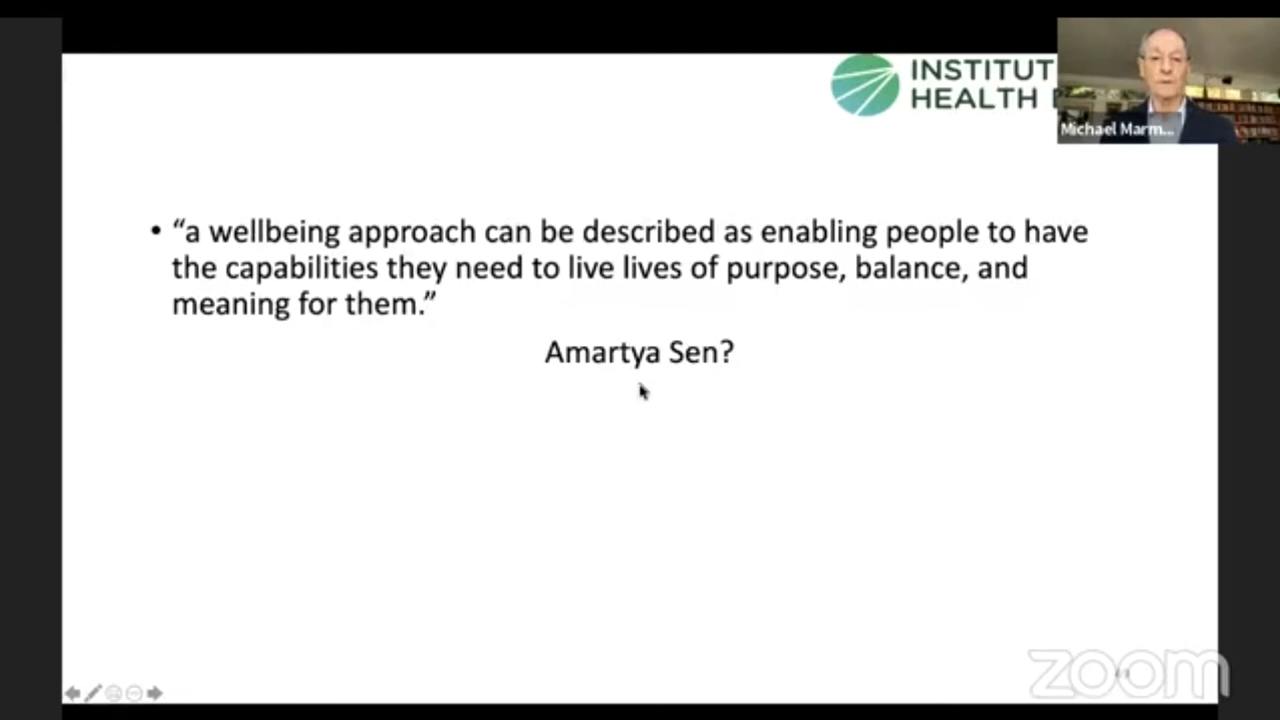 INSTITUT
HEALTH
Michael Marm...
• “a wellbeing approach can be described as enabling people to have
the capabilities they need to live lives of purpose, balance, and
meaning for them.”
Amartya Sen?
zoom